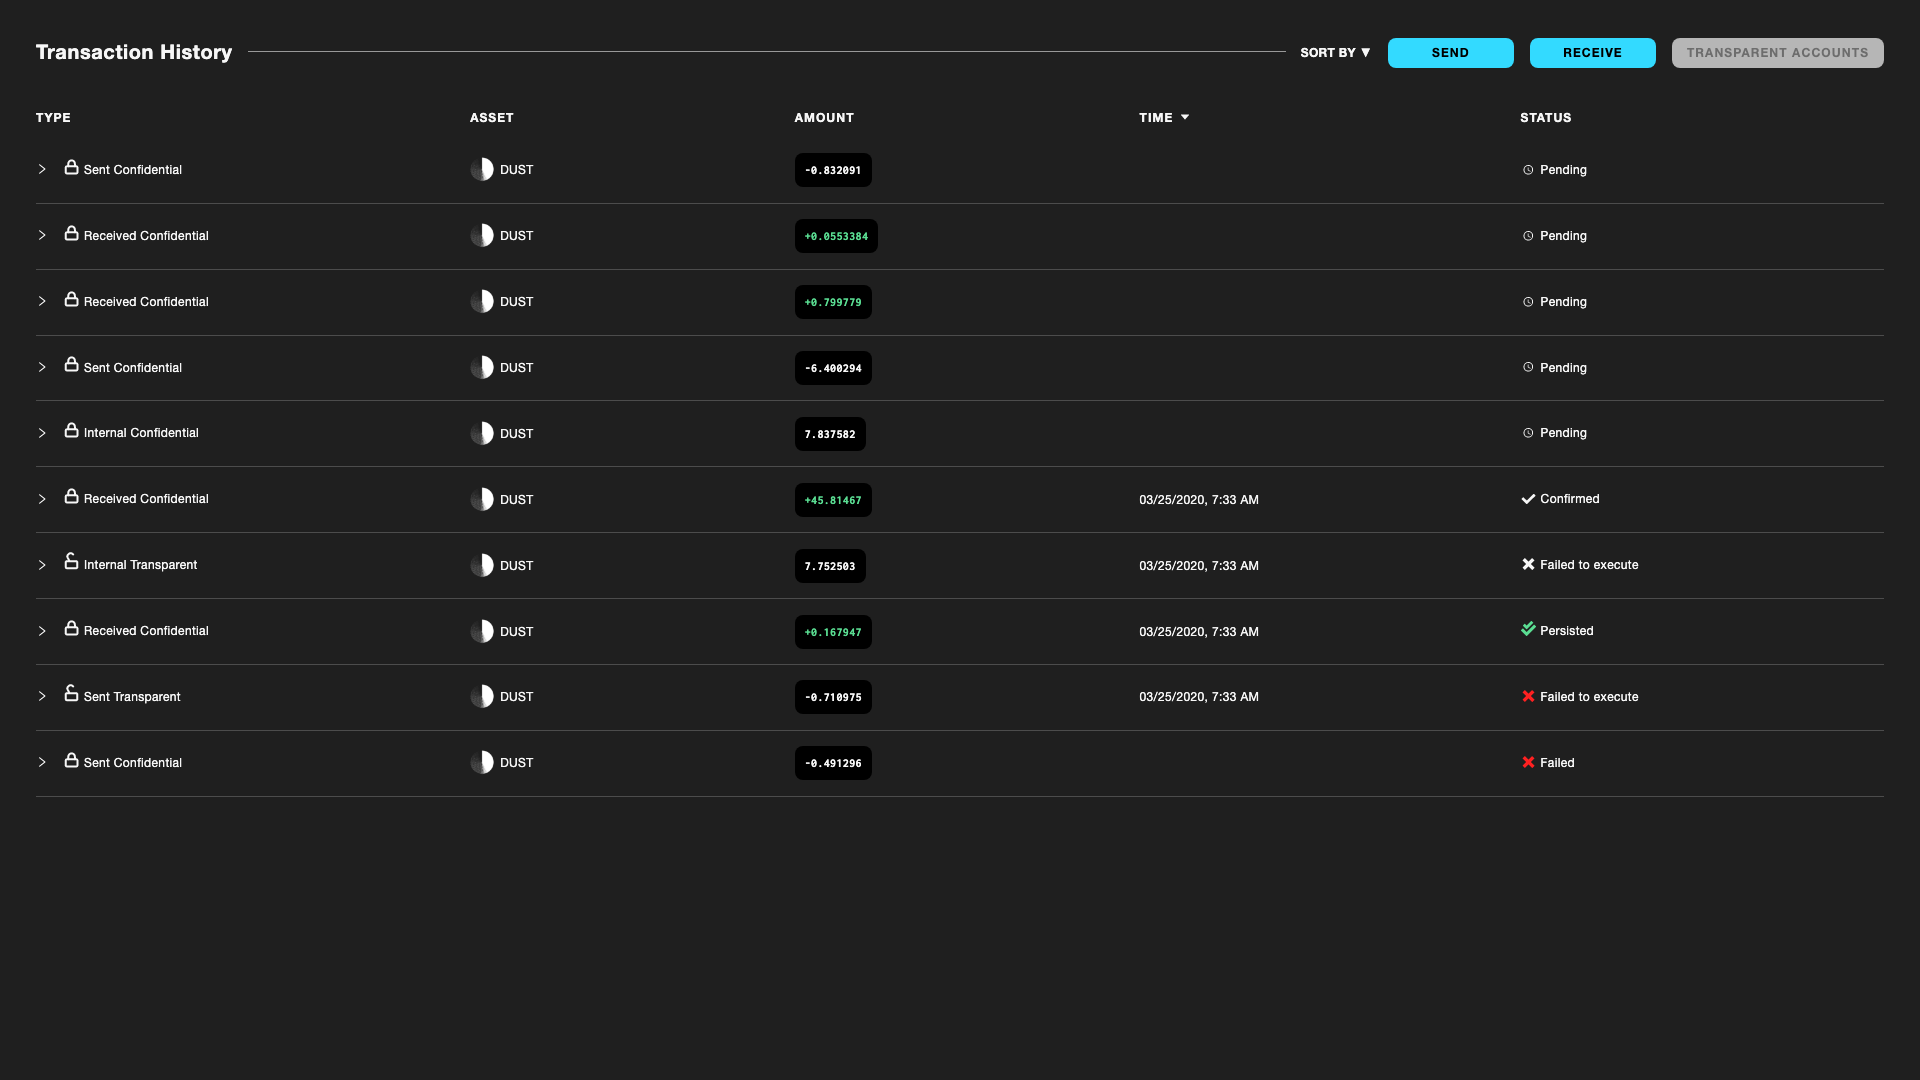 Transaction History SORT BY ▼ SEND RECEIVE TRANSPARENT ACCOUNTS
TYPE ASSET AMOUNT TIME STATUS
Sent Confidential DUST -0.832091 Pending
Received Confidential DUST +0.0553384 Pending
Received Confidential DUST +0.799779 Pending
Sent Confidential DUST -6.400294 Pending
Internal Confidential DUST 7.837582 Pending
Received Confidential DUST +45.81467 03/25/2020, 7:33 AM Confirmed
Internal Transparent DUST 7.752503 03/25/2020, 7:33 AM Failed to execute
Received Confidential DUST +0.167947 03/25/2020, 7:33 AM Persisted
Sent Transparent DUST -0.710975 03/25/2020, 7:33 AM Failed to execute
Sent Confidential DUST -0.491296 Failed